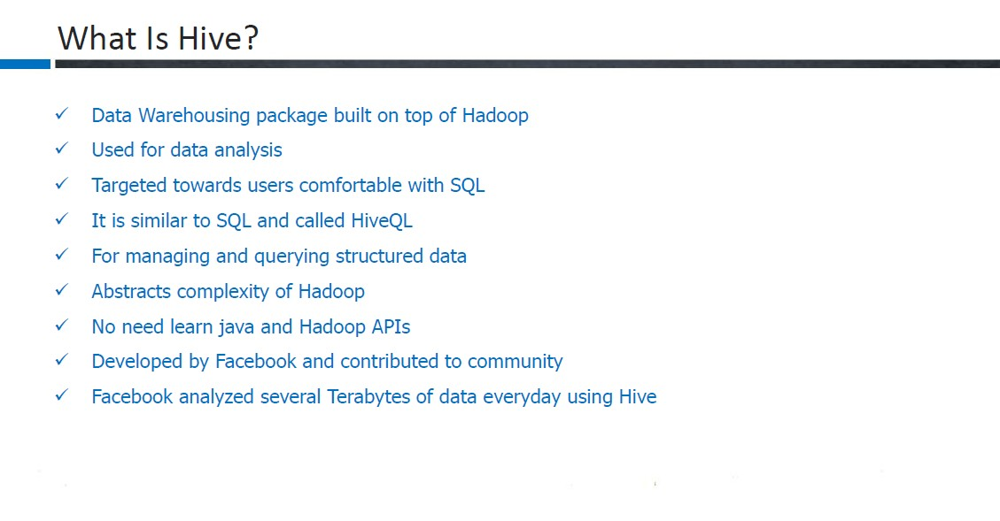 What Is Hive?
✓ Data Warehousing package built on top of Hadoop
✓ Used for data analysis
✓ Targeted towards users comfortable with SQL
✓ It is similar to SQL and called HiveQL
✓ For managing and querying structured data
✓ Abstracts complexity of Hadoop
✓ No need learn java and Hadoop APIs
✓ Developed by Facebook and contributed to community
✓ Facebook analyzed several Terabytes of data everyday using Hive